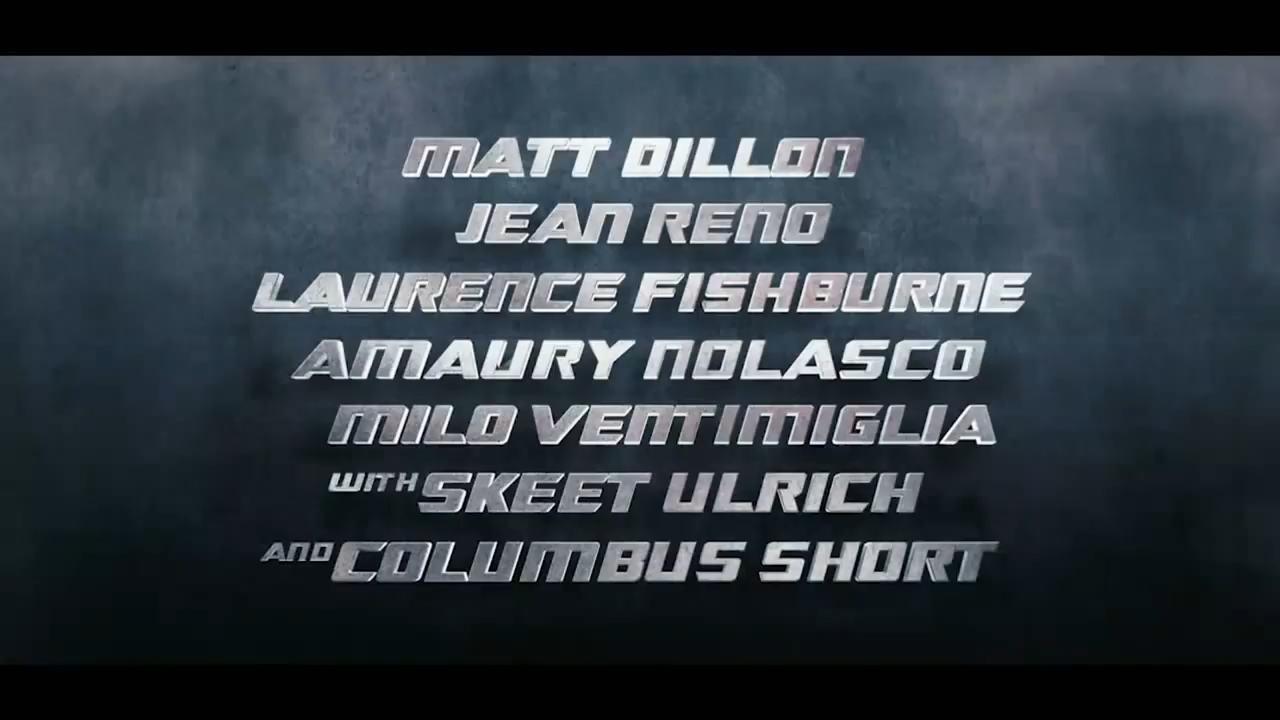 MATT DILLON
JEAN RENO
LAURENCE FISHBURNE
AMAURY NOLASCO
MILO VENTIMIGLIA
WITH SKEET ULRICH
AND COLUMBUS SHORT